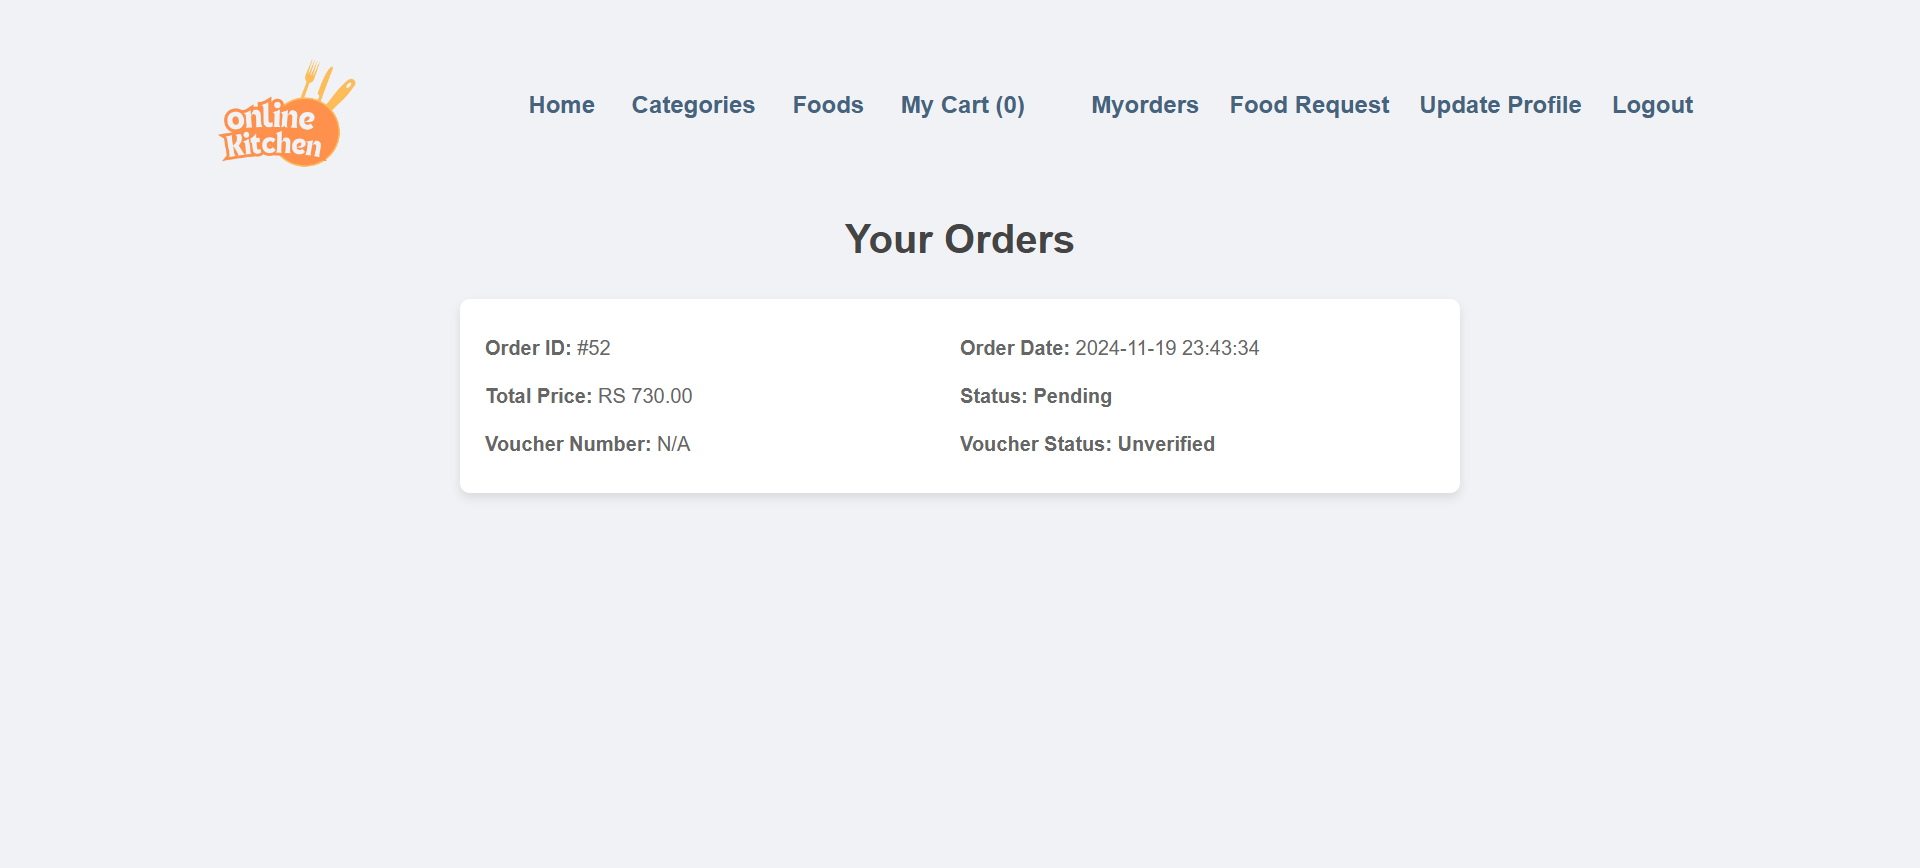 online
kitchen
Home Categories Foods My Cart (0) Myorders Food Request Update Profile Logout
Your Orders
Order ID: #52 Order Date: 2024-11-19 23:43:34
Total Price: RS 730.00 Status: Pending
Voucher Number: N/A Voucher Status: Unverified